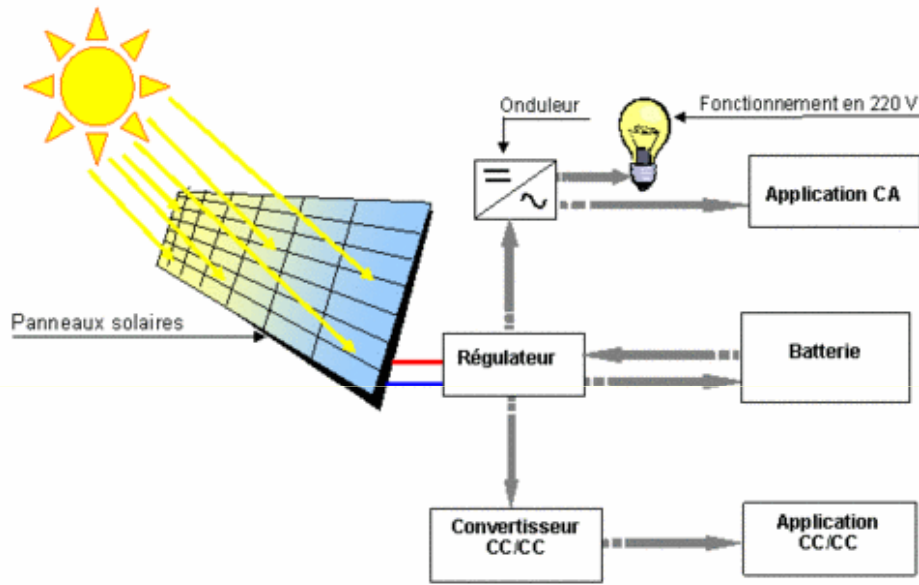 Onduleur
Fonctionnement en 220 V
Application CA
Panneaux solaires
Régulateur
Batterie
Convertisseur
CC/CC
Application
CC/CC